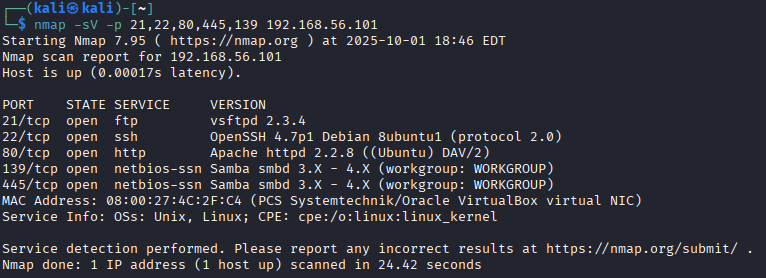 ┌──(kali㉿kali)-[~]
└─$ nmap -sV -p 21,22,80,445,139 192.168.56.101
Starting Nmap 7.95 ( https://nmap.org ) at 2025-10-01 18:46 EDT
Nmap scan report for 192.168.56.101
Host is up (0.00017s latency).

PORT    STATE SERVICE     VERSION
21/tcp  open  ftp         vsftpd 2.3.4
22/tcp  open  ssh         OpenSSH 4.7p1 Debian 8ubuntu1 (protocol 2.0)
80/tcp  open  http        Apache httpd 2.2.8 ((Ubuntu) DAV/2)
139/tcp open  netbios-ssn Samba smbd 3.X - 4.X (workgroup: WORKGROUP)
445/tcp open  netbios-ssn Samba smbd 3.X - 4.X (workgroup: WORKGROUP)
MAC Address: 08:00:27:4C:2F:C4 (PCS Systemtechnik/Oracle VirtualBox virtual NIC)
Service Info: OSs: Unix, Linux; CPE: cpe:/o:linux:linux_kernel

Service detection performed. Please report any incorrect results at https://nmap.org/submit/ .
Nmap done: 1 IP address (1 host up) scanned in 24.42 seconds